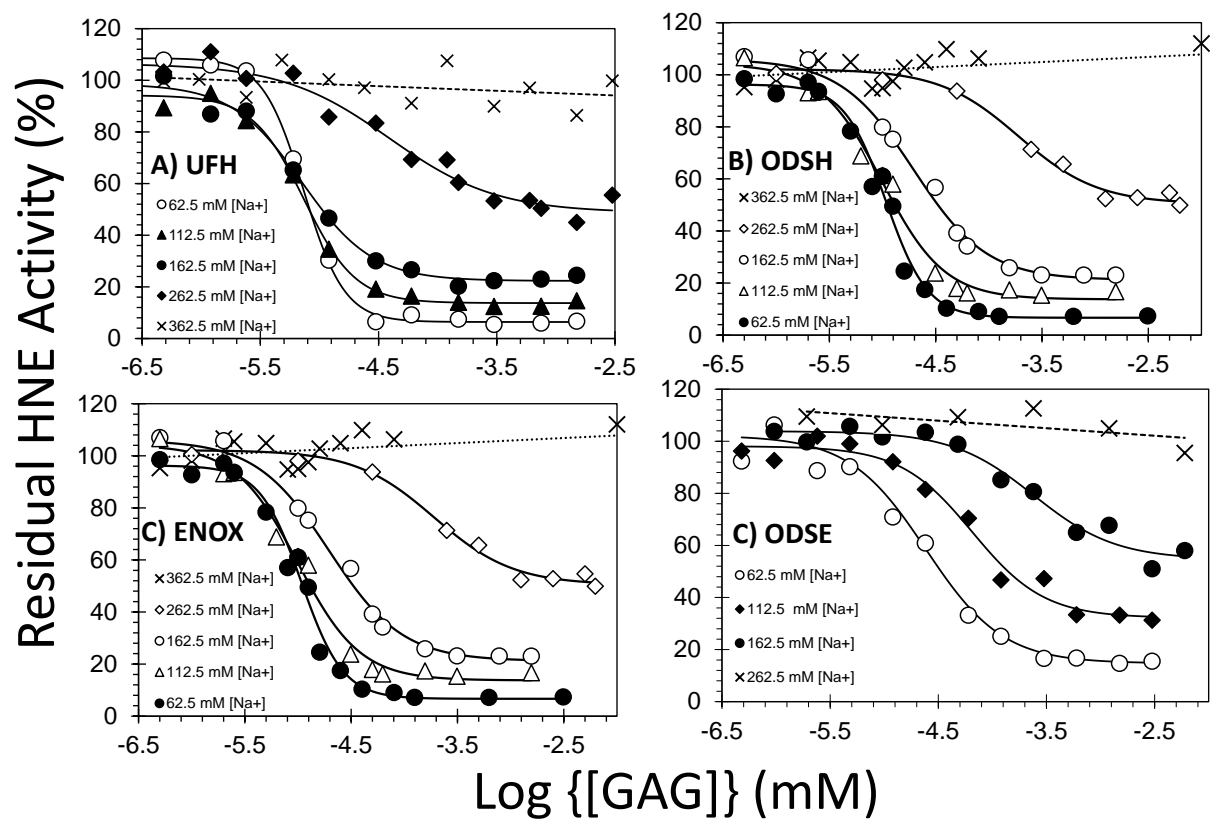 Residual HNE Activity (%)
120
100
80
60
40
20
0
A) UFH
62.5 mM [Na+]
112.5 mM [Na+]
162.5 mM [Na+]
262.5 mM [Na+]
362.5 mM [Na+]
-6.5 -5.5 -4.5 -3.5 -2.5
120
100
80
60
40
20
0
B) ODSH
362.5 mM [Na+]
262.5 mM [Na+]
162.5 mM [Na+]
112.5 mM [Na+]
62.5 mM [Na+]
-6.5 -5.5 -4.5 -3.5 -2.5
120
100
80
60
40
20
0
C) ENOX
362.5 mM [Na+]
262.5 mM [Na+]
162.5 mM [Na+]
112.5 mM [Na+]
62.5 mM [Na+]
-6.5 -5.5 -4.5 -3.5 -2.5
120
100
80
60
40
20
0
C) ODSE
62.5 mM [Na+]
112.5 mM [Na+]
162.5 mM [Na+]
262.5 mM [Na+]
-6.5 -5.5 -4.5 -3.5 -2.5
Log {[GAG]} (mM)